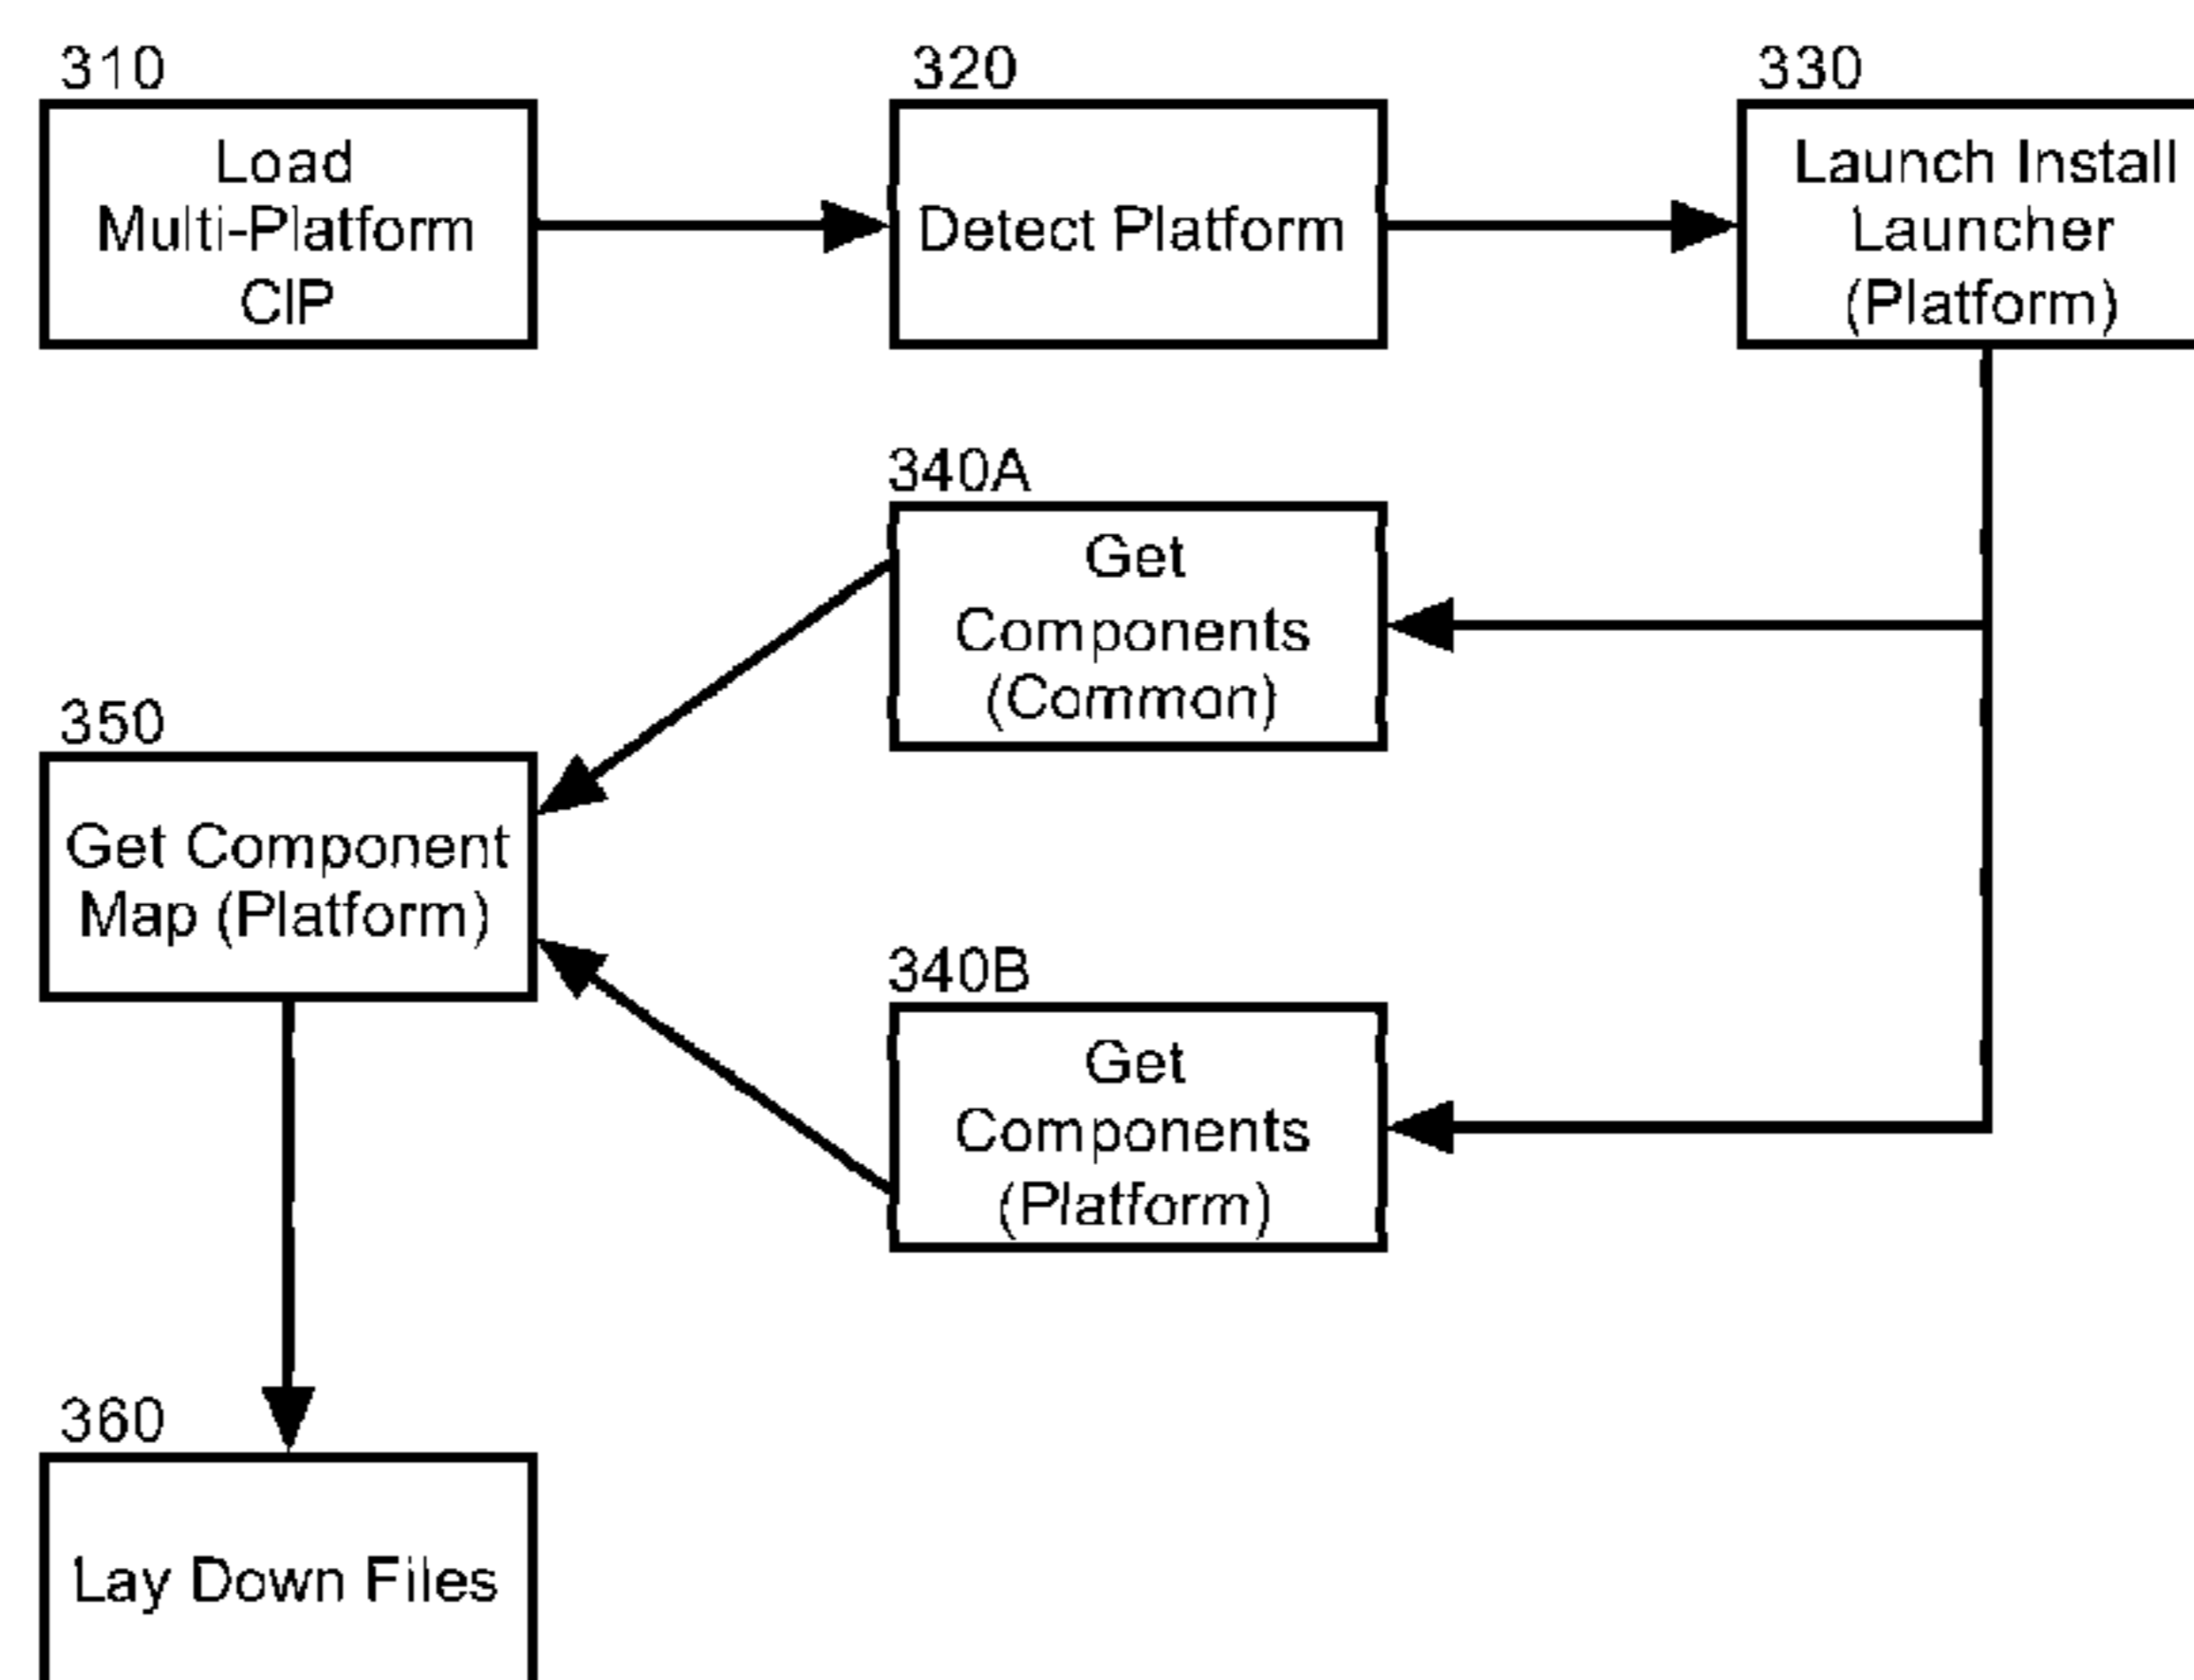 310
Load
Multi-Platform
CIP
320
Detect Platform
330
Launch Install
Launcher
(Platform)
340A
Get
Components
(Common)
350
Get Component
Map (Platform)
340B
Get
Components
(Platform)
360
Lay Down Files